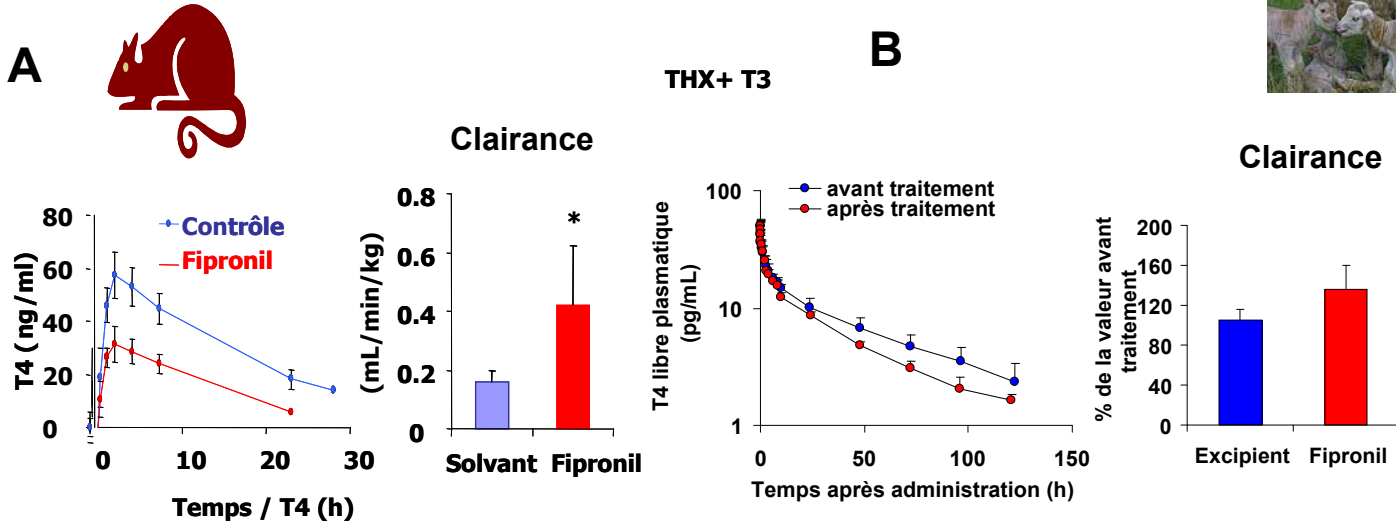 A
THX+ T3
B
Clairance
T4 ( ng/ml)
80
60
40
20
0
Contrôle
Fipronil
0 10 20 30
Temps / T4 (h)
(mL/min/kg)
0.8
0.6
0.4
0.2
0
*
Solvant Fipronil
T4 libre plasmatique
(pg/mL)
100
10
1
avant traitement
après traitement
0 50 100 150
Temps après administration (h)
Clairance
% de la valeur avant
traitement
200
160
120
80
40
0
Excipient Fipronil